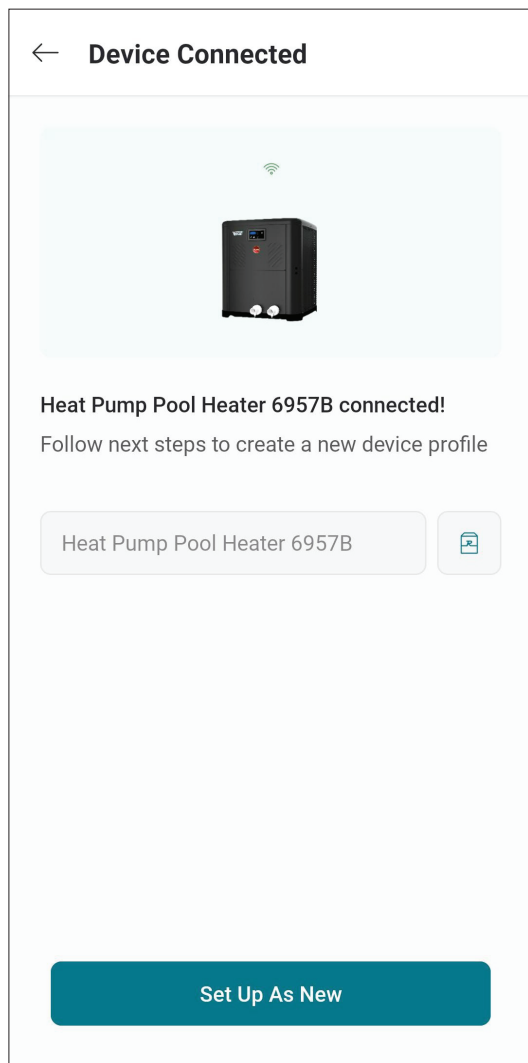 Device Connected
Heat Pump Pool Heater 6957B connected!
Follow next steps to create a new device profile
Heat Pump Pool Heater 6957B
Set Up As New